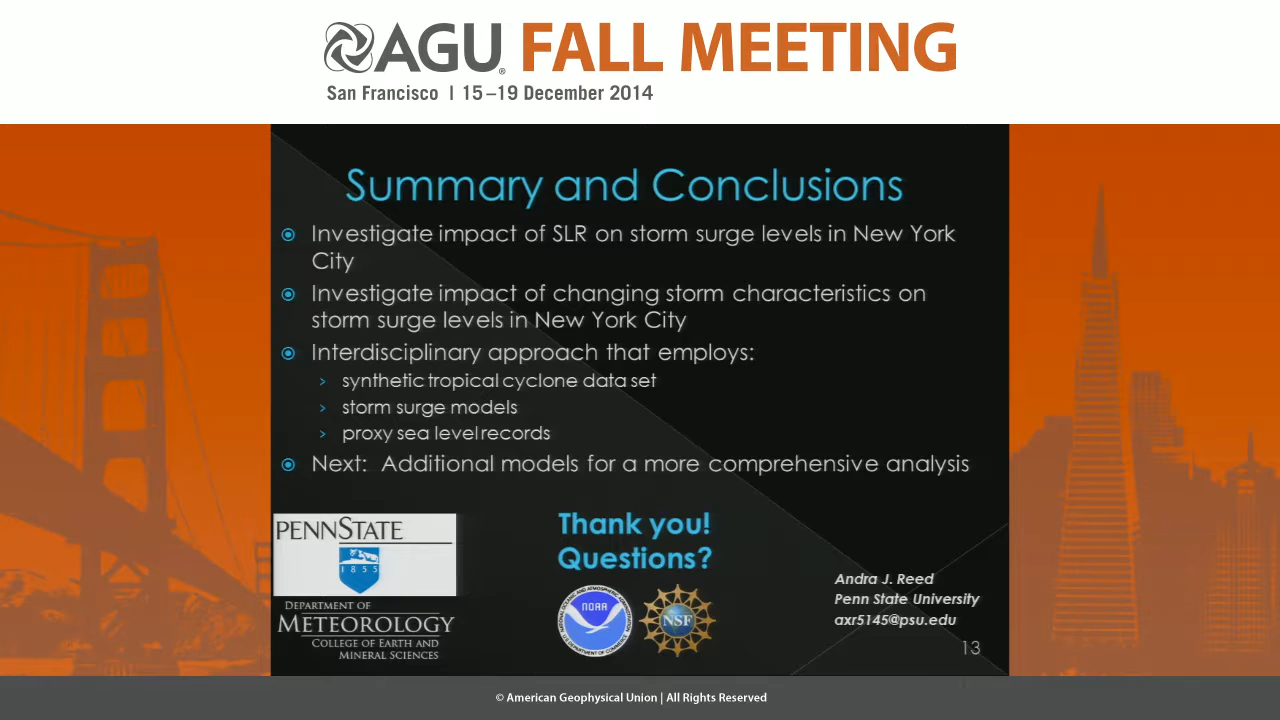 AGU FALL MEETING
San Francisco | 15–19 December 2014
Summary and Conclusions
Investigate impact of SLR on storm surge levels in New York
City
Investigate impact of changing storm characteristics on
storm surge levels in New York City
Interdisciplinary approach that employs:
synthetic tropical cyclone data set
storm surge models
proxy sea level records
Next: Additional models for a more comprehensive analysis
PENNSTATE
1855
DEPARTMENT OF
METEOROLOGY
COLLEGE OF EARTH AND
MINERAL SCIENCES
Thank you!
Questions?
NOAA
NSF
Andra J. Reed
Penn State University
axr5145@psu.edu
13
© American Geophysical Union | All Rights Reserved